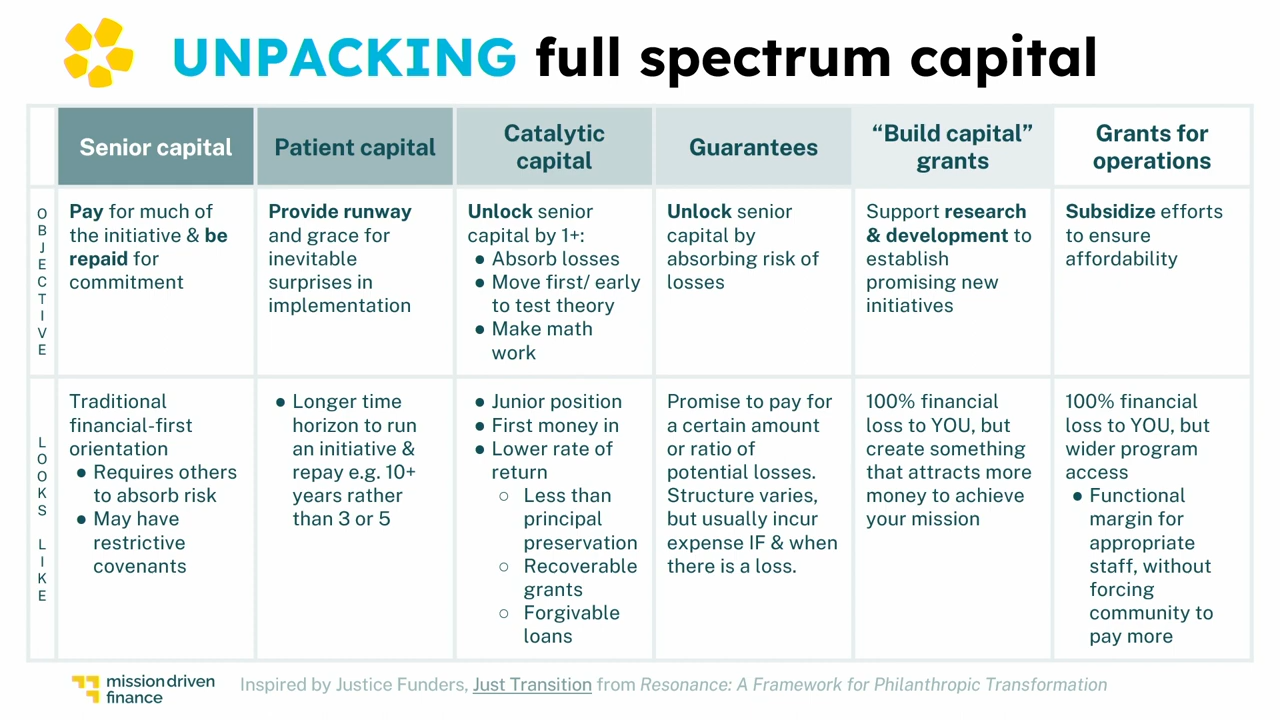 UNPACKING full spectrum capital
Senior capital
Patient capital
Catalytic
capital
Guarantees
“Build capital”
grants
Grants for
operations
OBJECTIVE
Pay for much of
the initiative & be
repaid for
commitment
Provide runway
and grace for
inevitable
surprises in
implementation
Unlock senior
capital by 1+:
● Absorb losses
● Move first/ early
to test theory
● Make math
work
Unlock senior
capital by
absorbing risk of
losses
Support research
& development to
establish
promising new
initiatives
Subsidize efforts
to ensure
affordability
LOOKS LIKE
Traditional
financial-first
orientation
● Requires others
to absorb risk
● May have
restrictive
covenants
● Longer time
horizon to run
an initiative &
repay e.g. 10+
years rather
than 3 or 5
● Junior position
● First money in
● Lower rate of
return
○ Less than
principal
preservation
○ Recoverable
grants
○ Forgivable
loans
Promise to pay for
a certain amount
or ratio of
potential losses.
Structure varies,
but usually incur
expense IF & when
there is a loss.
100% financial
loss to YOU, but
create something
that attracts more
money to achieve
your mission
100% financial
loss to YOU, but
wider program
access
● Functional
margin for
appropriate
staff, without
forcing
community to
pay more
mission driven
finance
Inspired by Justice Funders, Just Transition from Resonance: A Framework for Philanthropic Transformation